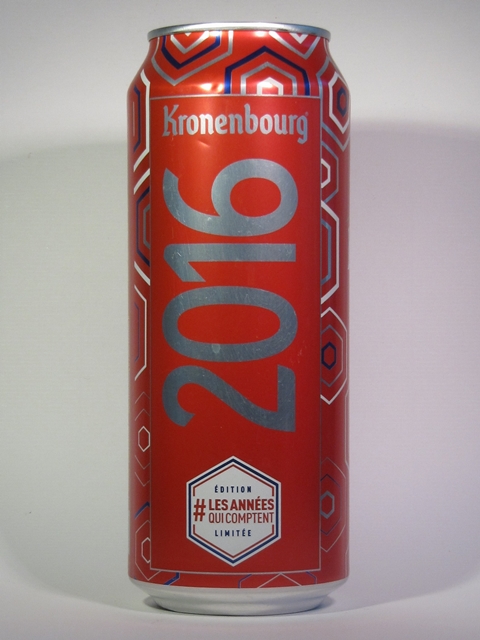 Kronenbourg
2016
ÉDITION
# LES ANNÉES
QUI COMPTENT
LIMITÉE